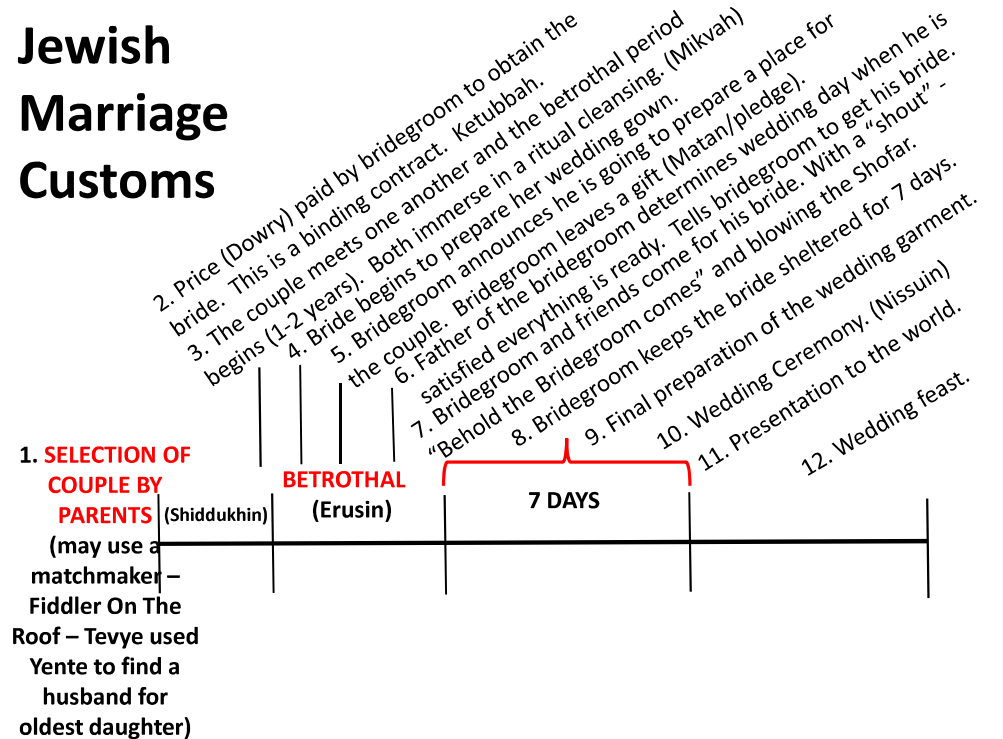 Jewish
Marriage
Customs
2. Price (Dowry) paid by bridegroom to obtain the
bride.  This is a binding contract.  Ketubbah.
3. The couple meets one another and the betrothal period
begins (1-2 years).  Both immerse in a ritual cleansing. (Mikvah)
4. Bride begins to prepare her wedding gown.
5. Bridegroom announces he is going to prepare a place for
the couple.  Bridegroom leaves a gift (Matan/pledge).
6. Father of the bridegroom determines wedding day when he is
satisfied everything is ready.  Tells bridegroom to get his bride.
7. Bridegroom and friends come for his bride. With a “shout” -
“Behold the Bridegroom comes” and blowing the Shofar.
8. Bridegroom keeps the bride sheltered for 7 days.
9. Final preparation of the wedding garment.
10. Wedding Ceremony. (Nissuin)
11. Presentation to the world.
12. Wedding feast.
1. SELECTION OF
COUPLE BY
PARENTS
(may use a
matchmaker –
Fiddler On The
Roof – Tevye used
Yente to find a
husband for
oldest daughter)
(Shiddukhin)
BETROTHAL
(Erusin)
7 DAYS